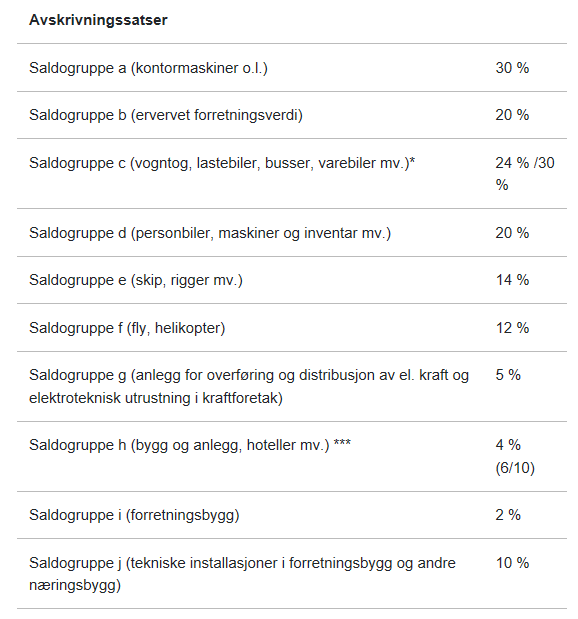 Avskrivningssatser
Saldogruppe a (kontormaskiner o.l.) 30 %
Saldogruppe b (ervervet forretningsverdi) 20 %
Saldogruppe c (vogntog, lastebiler, busser, varebiler mv.)* 24 % /30
%
Saldogruppe d (personbiler, maskiner og inventar mv.) 20 %
Saldogruppe e (skip, rigger mv.) 14 %
Saldogruppe f (fly, helikopter) 12 %
Saldogruppe g (anlegg for overføring og distribusjon av el. kraft og 5 %
elektroteknisk utrustning i kraftforetak)
Saldogruppe h (bygg og anlegg, hoteller mv.) *** 4 %
(6/10)
Saldogruppe i (forretningsbygg) 2 %
Saldogruppe j (tekniske installasjoner i forretningsbygg og andre 10 %
næringsbygg)